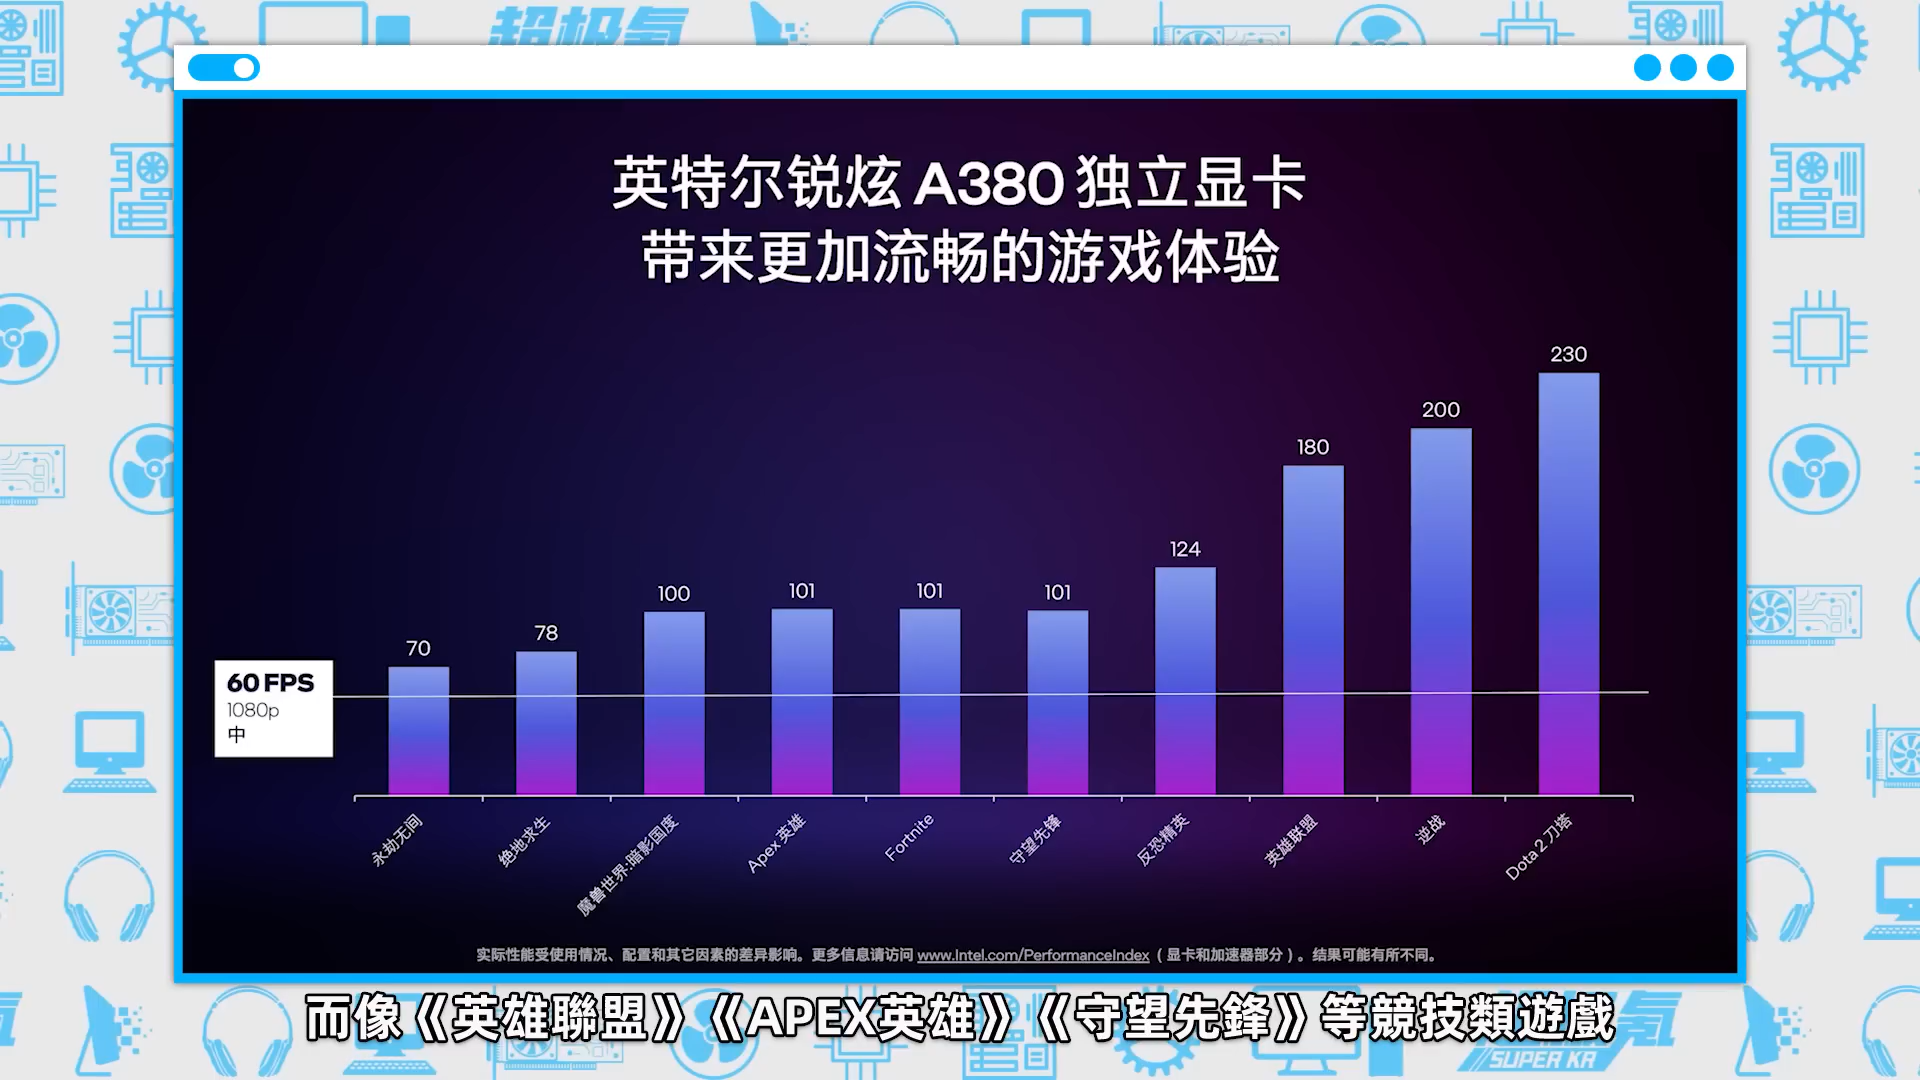 超极氪
英特尔锐炫 A380 独立显卡
带来更加流畅的游戏体验
230
200
180
124
100
101
101
101
78
70
60 FPS
1080p
中
永劫无间
绝地求生
魔兽世界:暗影国度
Apex 英雄
Fortnite
守望先锋
反恐精英
英雄联盟
逆战
Dota 2 刀塔
实际性能受使用情况、配置和其它因素的差异影响。更多信息请访问 www.Intel.com/PerformanceIndex（显卡和加速器部分）。结果可能有所不同。
而像《英雄聯盟》《APEX英雄》《守望先鋒》等競技類遊戲
氪
SUPER KR